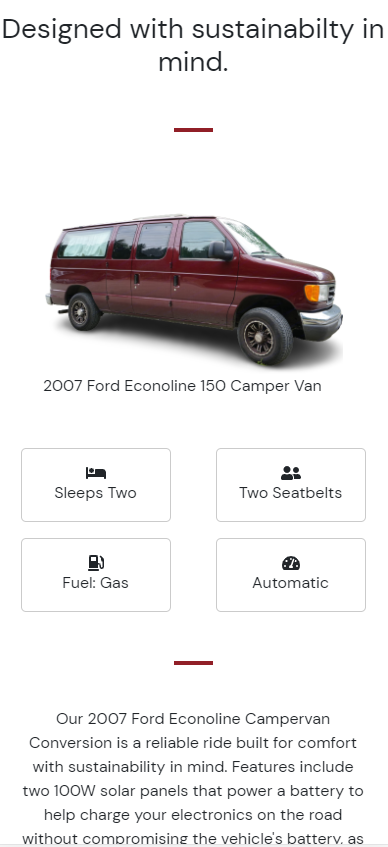 Designed with sustainabilty in
mind.
2007 Ford Econoline 150 Camper Van
Sleeps Two
Two Seatbelts
Fuel: Gas
Automatic
Our 2007 Ford Econoline Campervan
Conversion is a reliable ride built for comfort
with sustainability in mind. Features include
two 100W solar panels that power a battery to
help charge your electronics on the road
without compromising the vehicle's battery, as